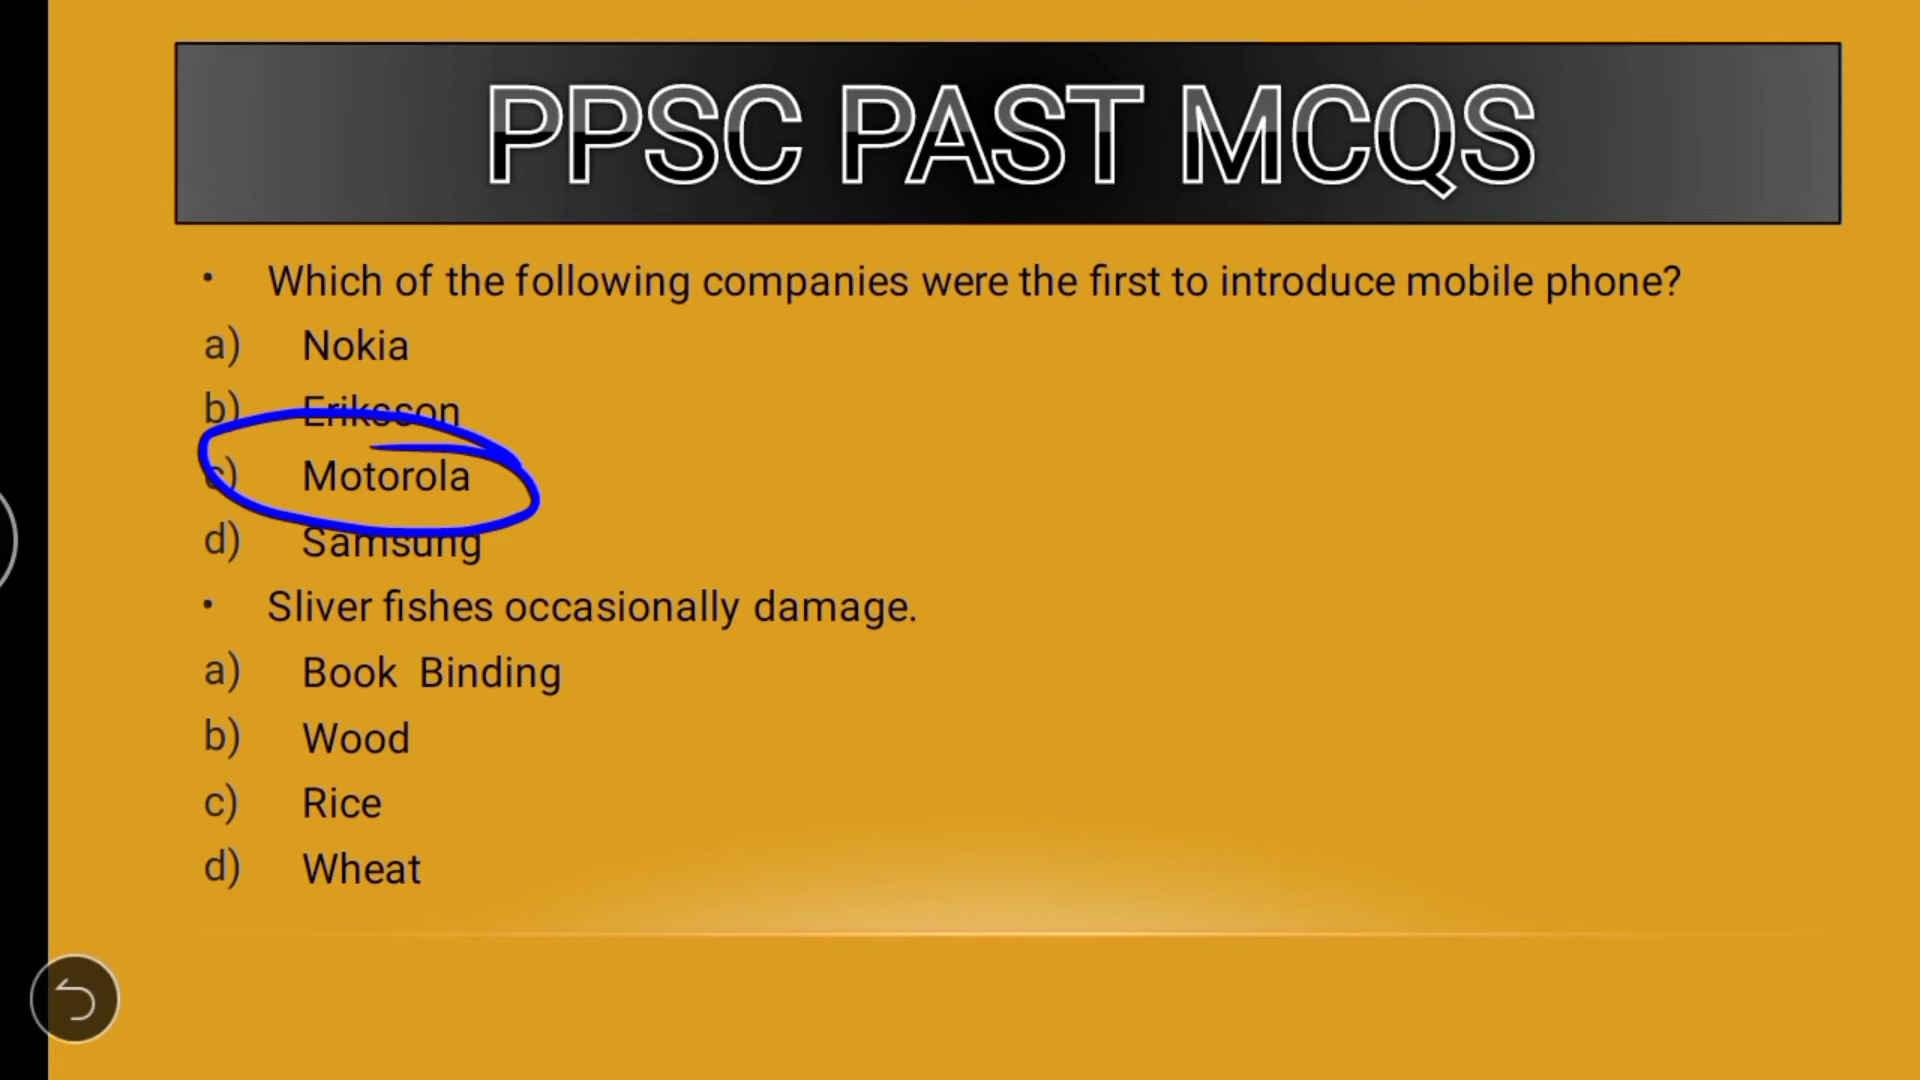 PPSC PAST MCQS
• Which of the following companies were the first to introduce mobile phone?
a) Nokia
b) Eriksson
c) Motorola
d) Samsung
• Sliver fishes occasionally damage.
a) Book Binding
b) Wood
c) Rice
d) Wheat